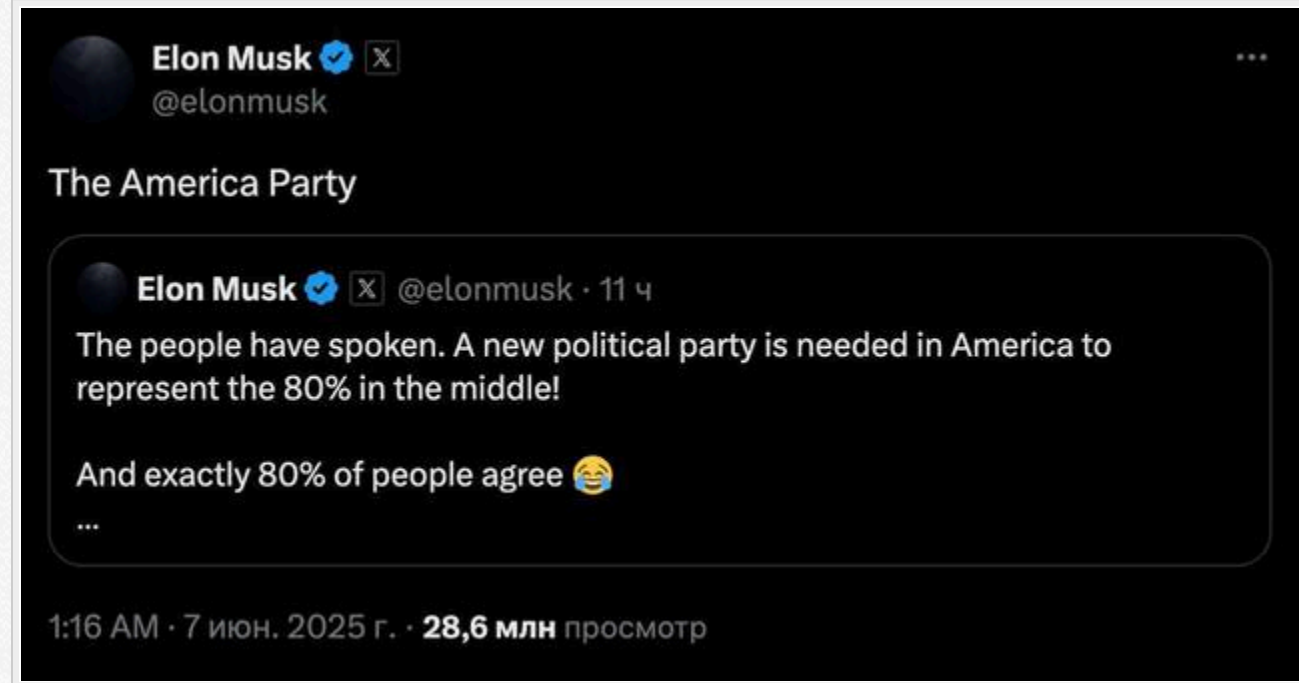 Elon Musk
@elonmusk
The America Party
Elon Musk @elonmusk · 11 ч
The people have spoken. A new political party is needed in America to
represent the 80% in the middle!
And exactly 80% of people agree 😂
...
1:16 AM · 7 июн. 2025 г. · 28,6 млн просмотр